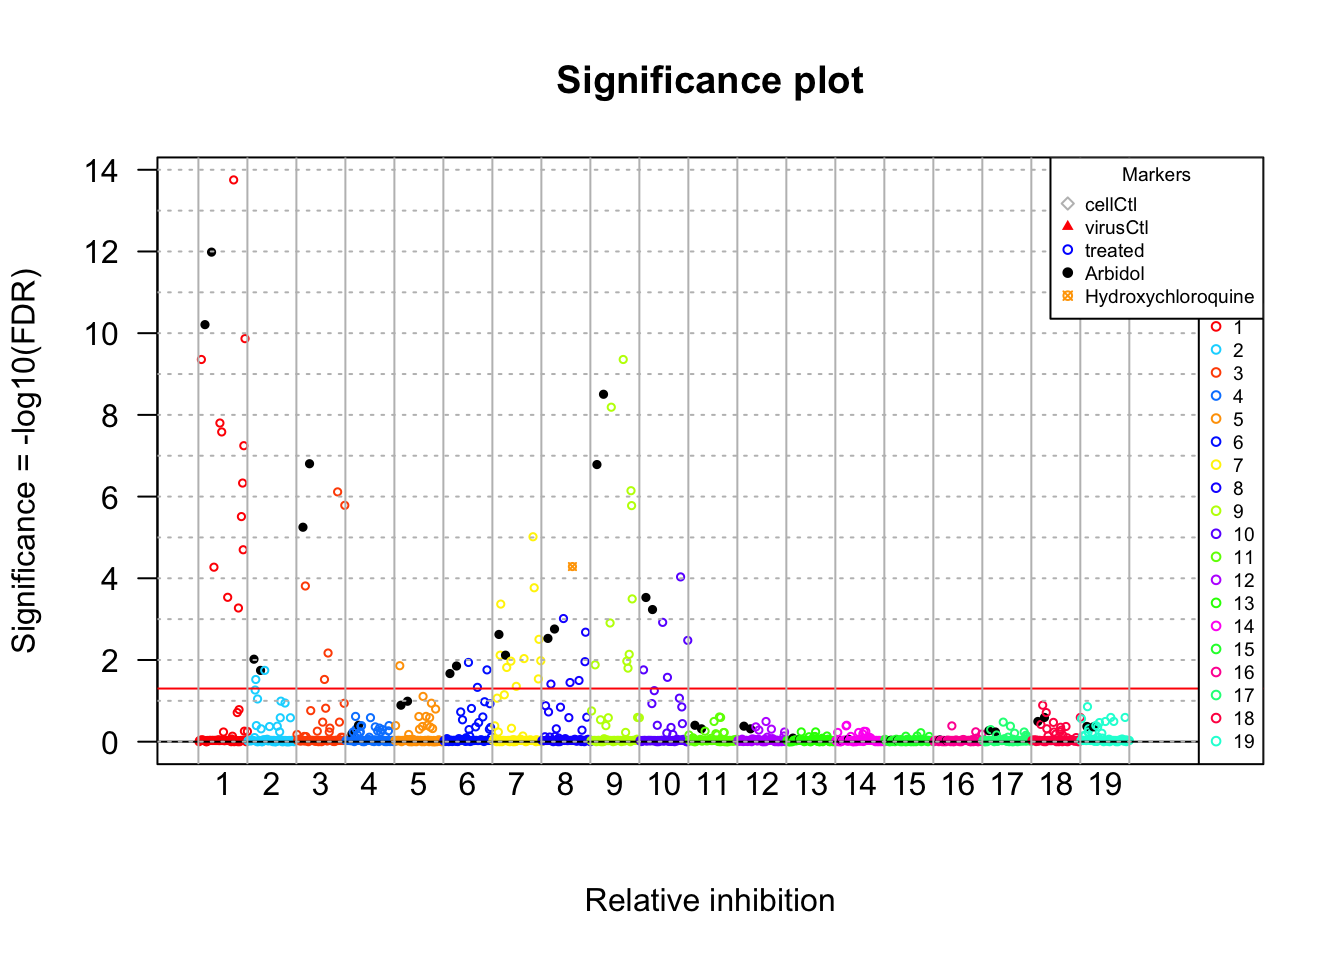 Significance plot
Significance = -log10(FDR)
14
12
10
8
6
4
2
0
Markers
cellCtl
virusCtl
treated
Arbidol
Hydroxychloroquine
1
2
3
4
5
6
7
8
9
10
11
12
13
14
15
16
17
18
19
1 2 3 4 5 6 7 8 9 10 11 12 13 14 15 16 17 18 19
Relative inhibition